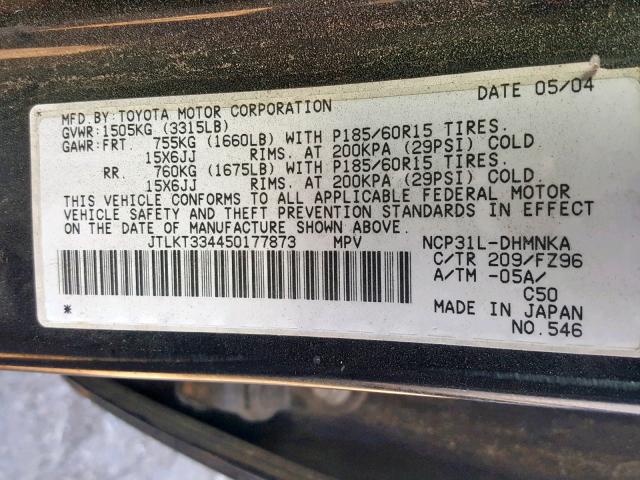 DATE 05/04
MFD.BY:TOYOTA MOTOR CORPORATION
GVWR:1505KG (3315LB)
GAWR:FRT. 755KG (1660LB) WITH P185/60R15 TIRES.
15X6JJ RIMS. AT 200KPA (29PSI) COLD
RR. 760KG (1675LB) WITH P185/60R15 TIRES.
15X6JJ RIMS. AT 200KPA (29PSI) COLD
THIS VEHICLE CONFORMS TO ALL APPLICABLE FEDERAL MOTOR
VEHICLE SAFETY AND THEFT PREVENTION STANDARDS IN EFFECT
ON THE DATE OF MANUFACTURE SHOWN ABOVE.
JTLKT334450177873 MPV NCP31L-DHMNKA
C/TR 209/FZ96
A/TM -05A/
C50
* MADE IN JAPAN
NO.546